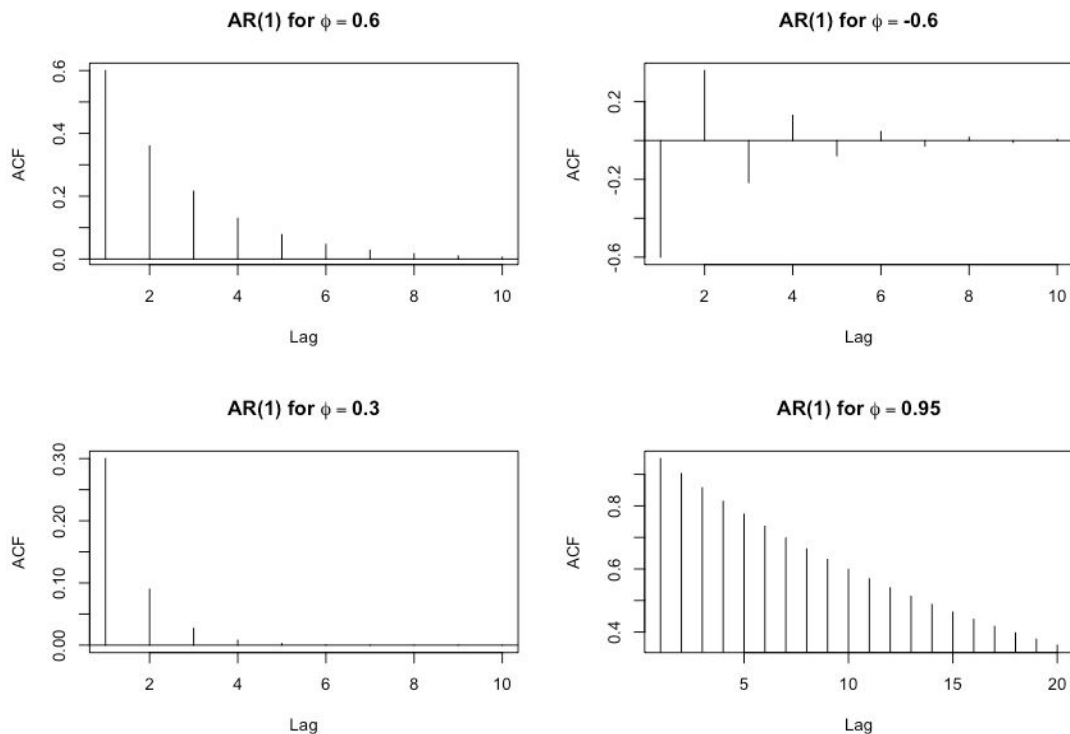 AR(1) for ϕ = 0.6
ACF
0.6
0.4
0.2
0.0
2 4 6 8 10
Lag
AR(1) for ϕ = -0.6
ACF
0.2
-0.2
-0.6
2 4 6 8 10
Lag
AR(1) for ϕ = 0.3
ACF
0.30
0.20
0.10
0.00
2 4 6 8 10
Lag
AR(1) for ϕ = 0.95
ACF
0.8
0.6
0.4
5 10 15 20
Lag